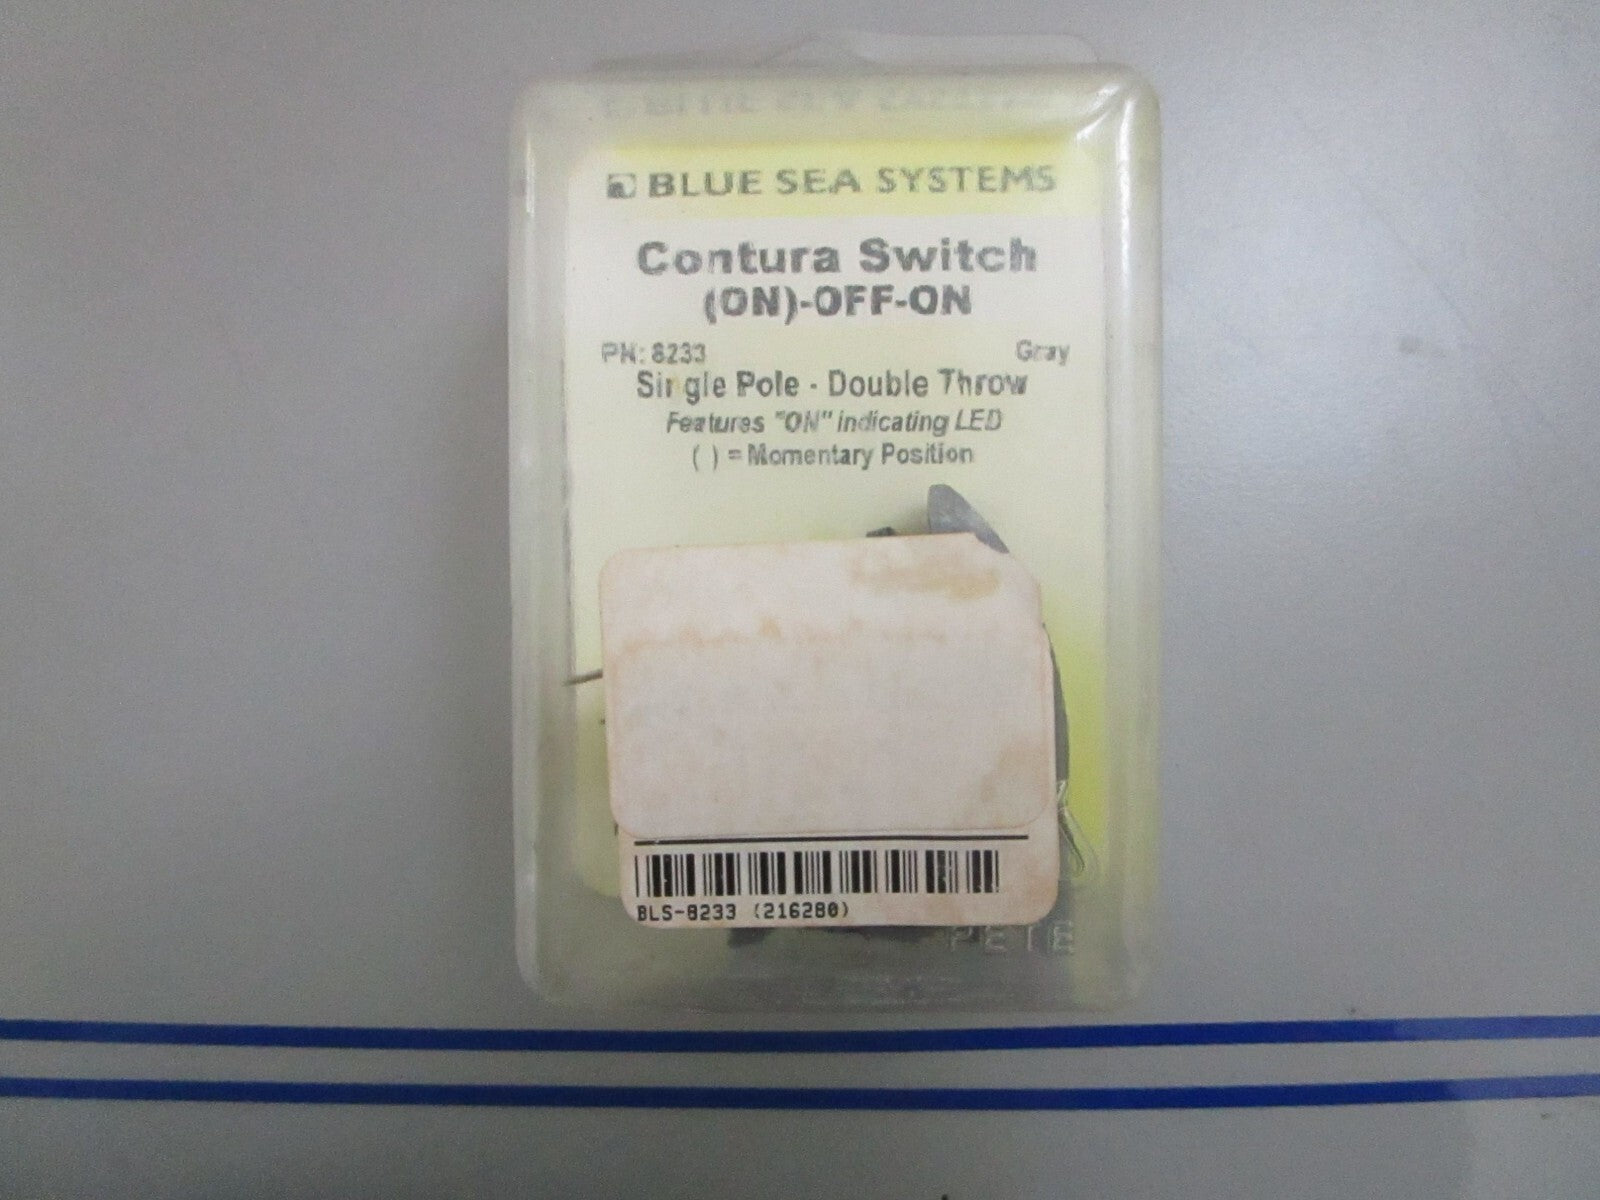 BLUE SEA SYSTEMS
Contura Switch
(ON)-OFF-ON
PN: 8233 Gray
Single Pole - Double Throw
Features "ON" indicating LED
( ) = Momentary Position
BLS-8233 (216280)
PETE